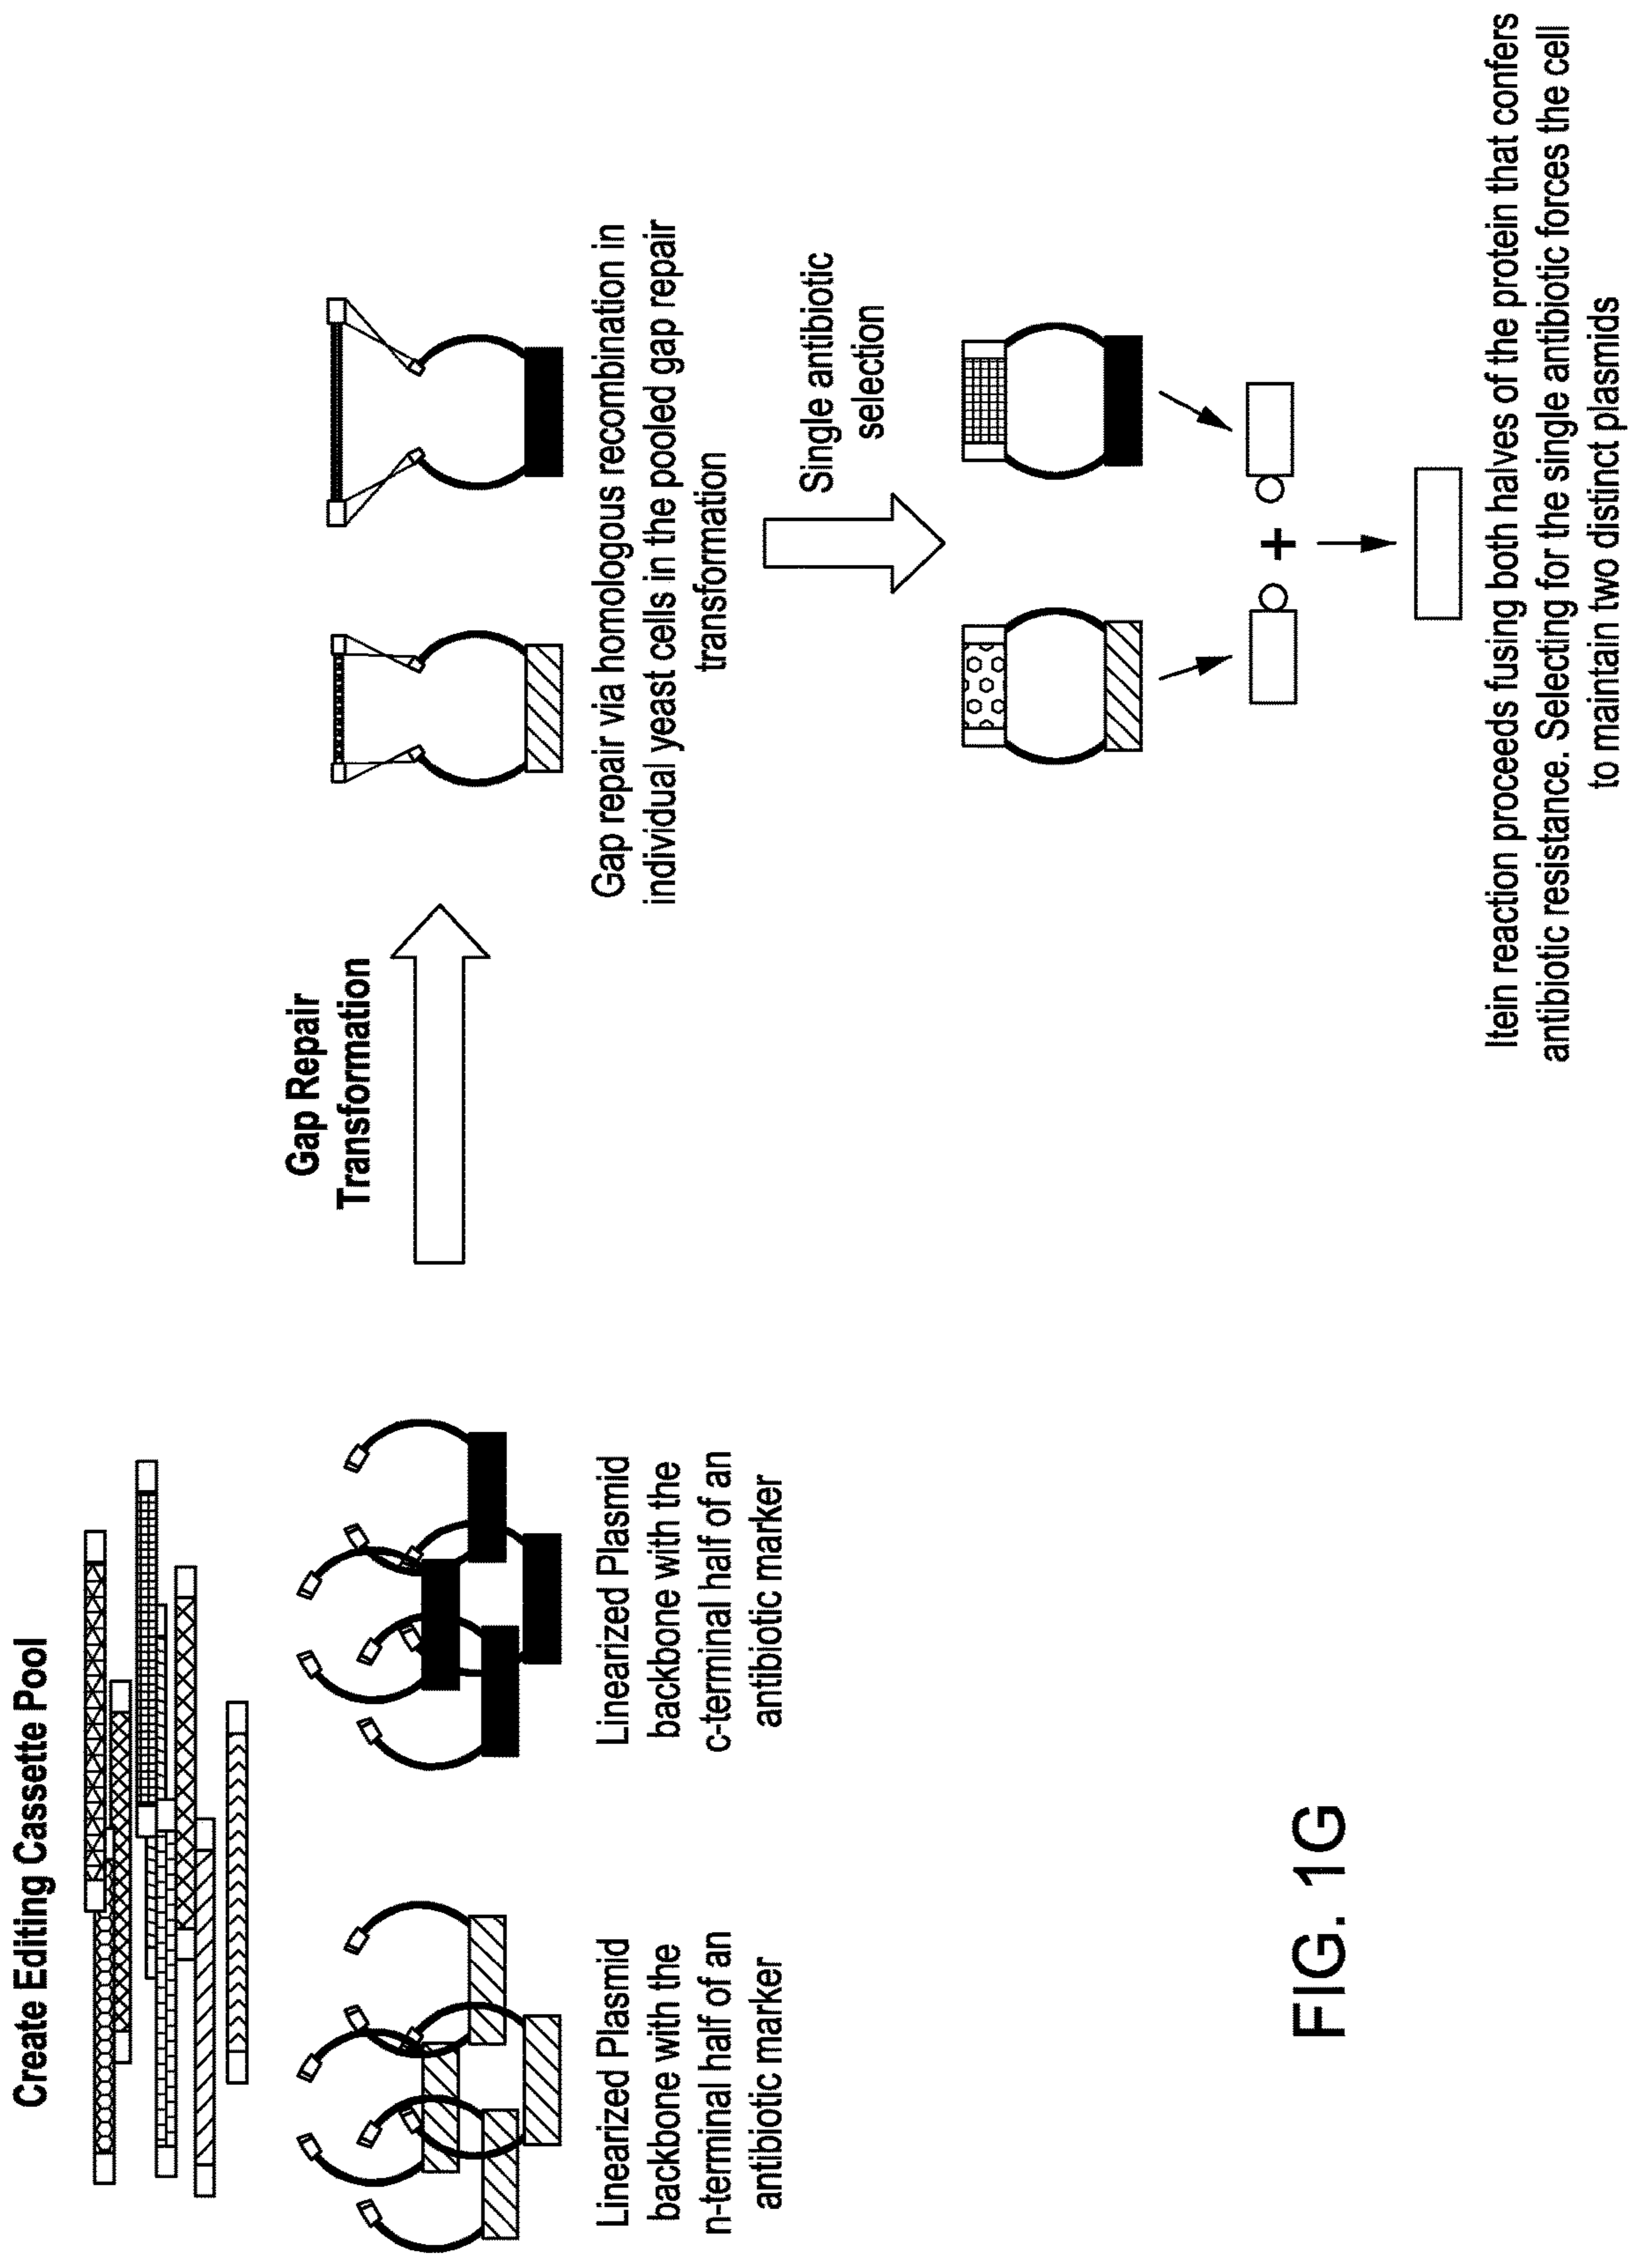 Create Editing Cassette Pool
Linearized Plasmid
backbone with the
n-terminal half of an
antibiotic marker
Linearized Plasmid
backbone with the
c-terminal half of an
antibiotic marker
Gap Repair
Transformation
Gap repair via homologous recombination in
individual yeast cells in the pooled gap repair
transformation
Single antibiotic
selection
+
Itein reaction proceeds fusing both halves of the protein that confers
antibiotic resistance. Selecting for the single antibiotic forces the cell
to maintain two distinct plasmids
FIG. 1G